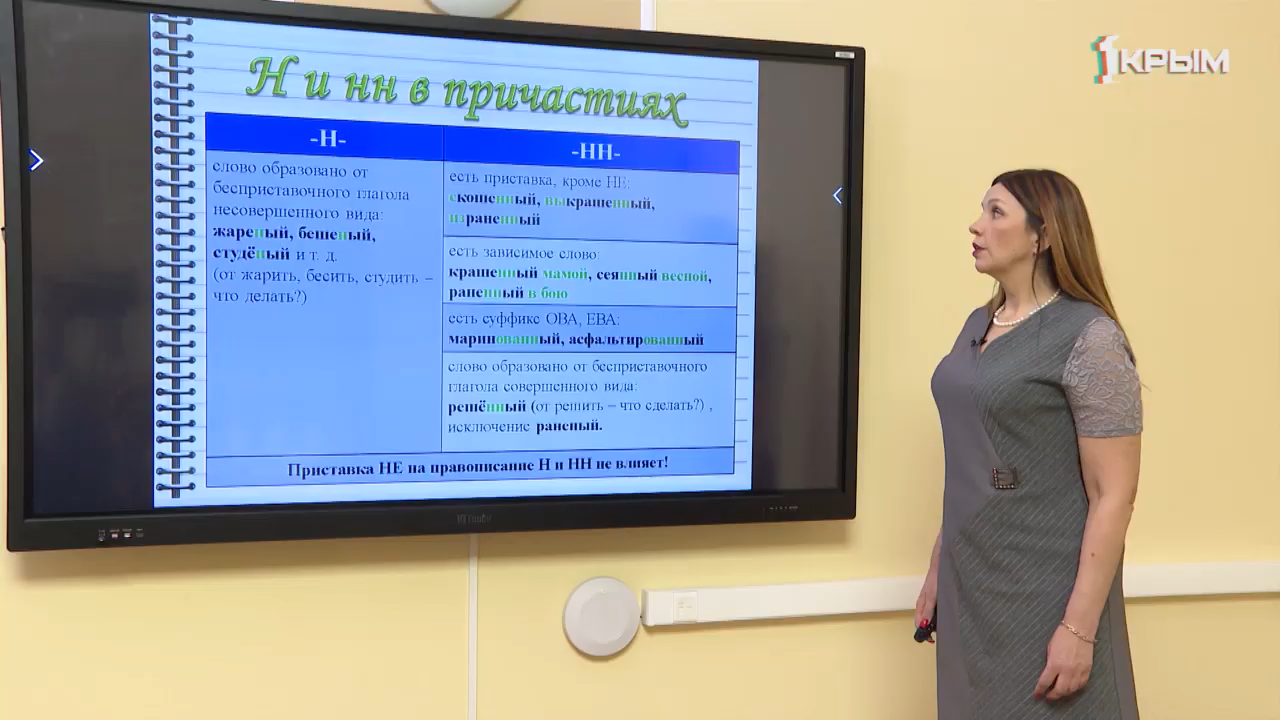 1КРЫМ
Н и нн в причастиях
-Н-
-НН-
слово образовано от
бесприставочного глагола
несовершенного вида:
жареный, бешеный,
студёный и т. д.
(от жарить, бесить, студить –
что делать?)
есть приставка, кроме НЕ:
скошенный, выкрашенный,
израненный
есть зависимое слово:
крашенный мамой, сеянный весной,
раненный в бою
есть суффикс ОВА, ЕВА:
маринованный, асфальтированный
слово образовано от бесприставочного
глагола совершенного вида:
решённый (от решить – что сделать?) ,
исключение раненый.
Приставка НЕ на правописание Н и НН не влияет!